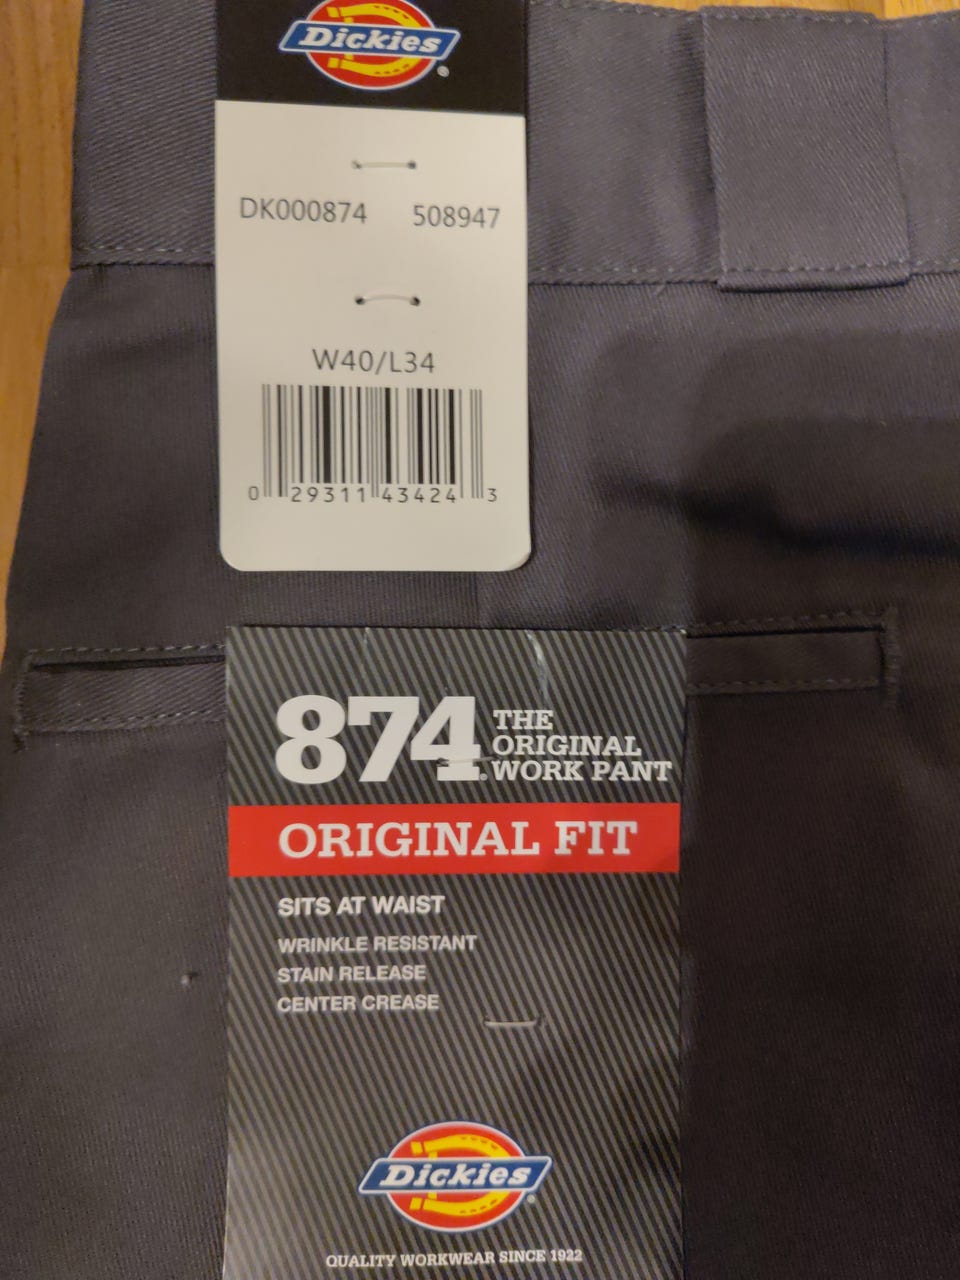 Dickies
DK000874 508947
W40/L34
0 29311 43424 3
874 THE
ORIGINAL
WORK PANT
ORIGINAL FIT
SITS AT WAIST
WRINKLE RESISTANT
STAIN RELEASE
CENTER CREASE
Dickies
QUALITY WORKWEAR SINCE 1922